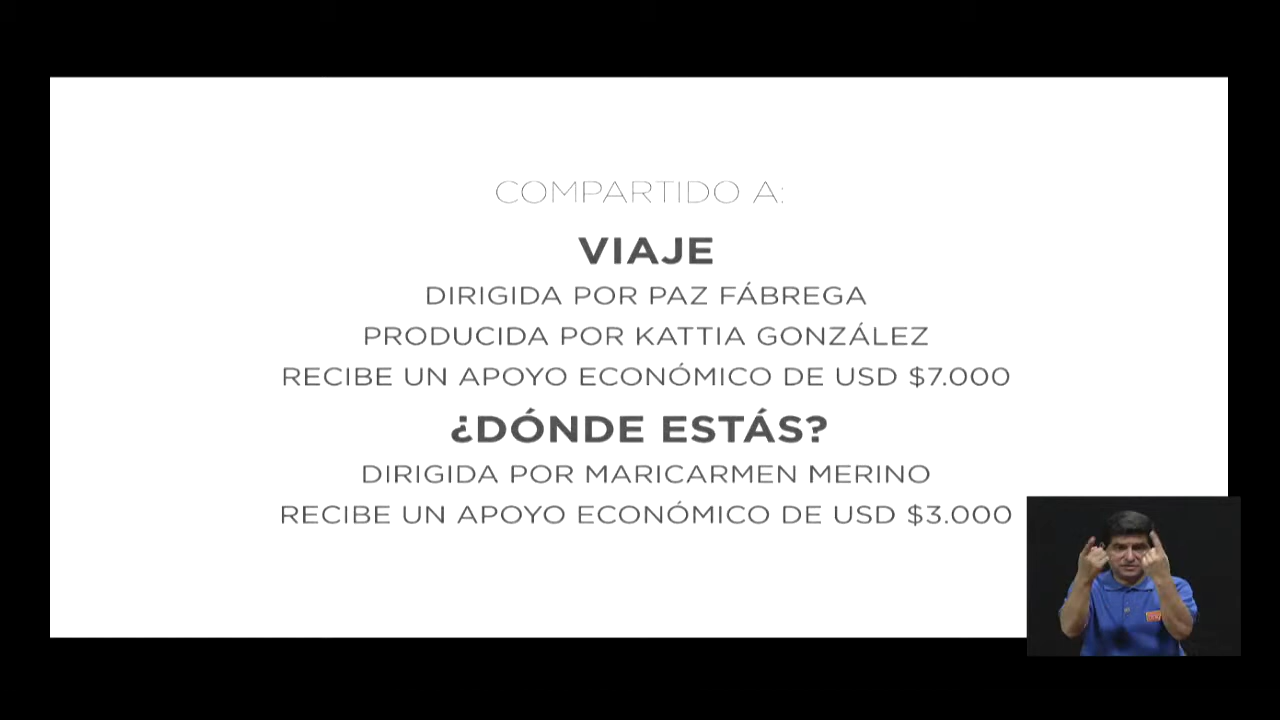 COMPARTIDO A:
VIAJE
DIRIGIDA POR PAZ FÁBREGA
PRODUCIDA POR KATTIA GONZÁLEZ
RECIBE UN APOYO ECONÓMICO DE USD $7.000
¿DÓNDE ESTÁS?
DIRIGIDA POR MARICARMEN MERINO
RECIBE UN APOYO ECONÓMICO DE USD $3.000